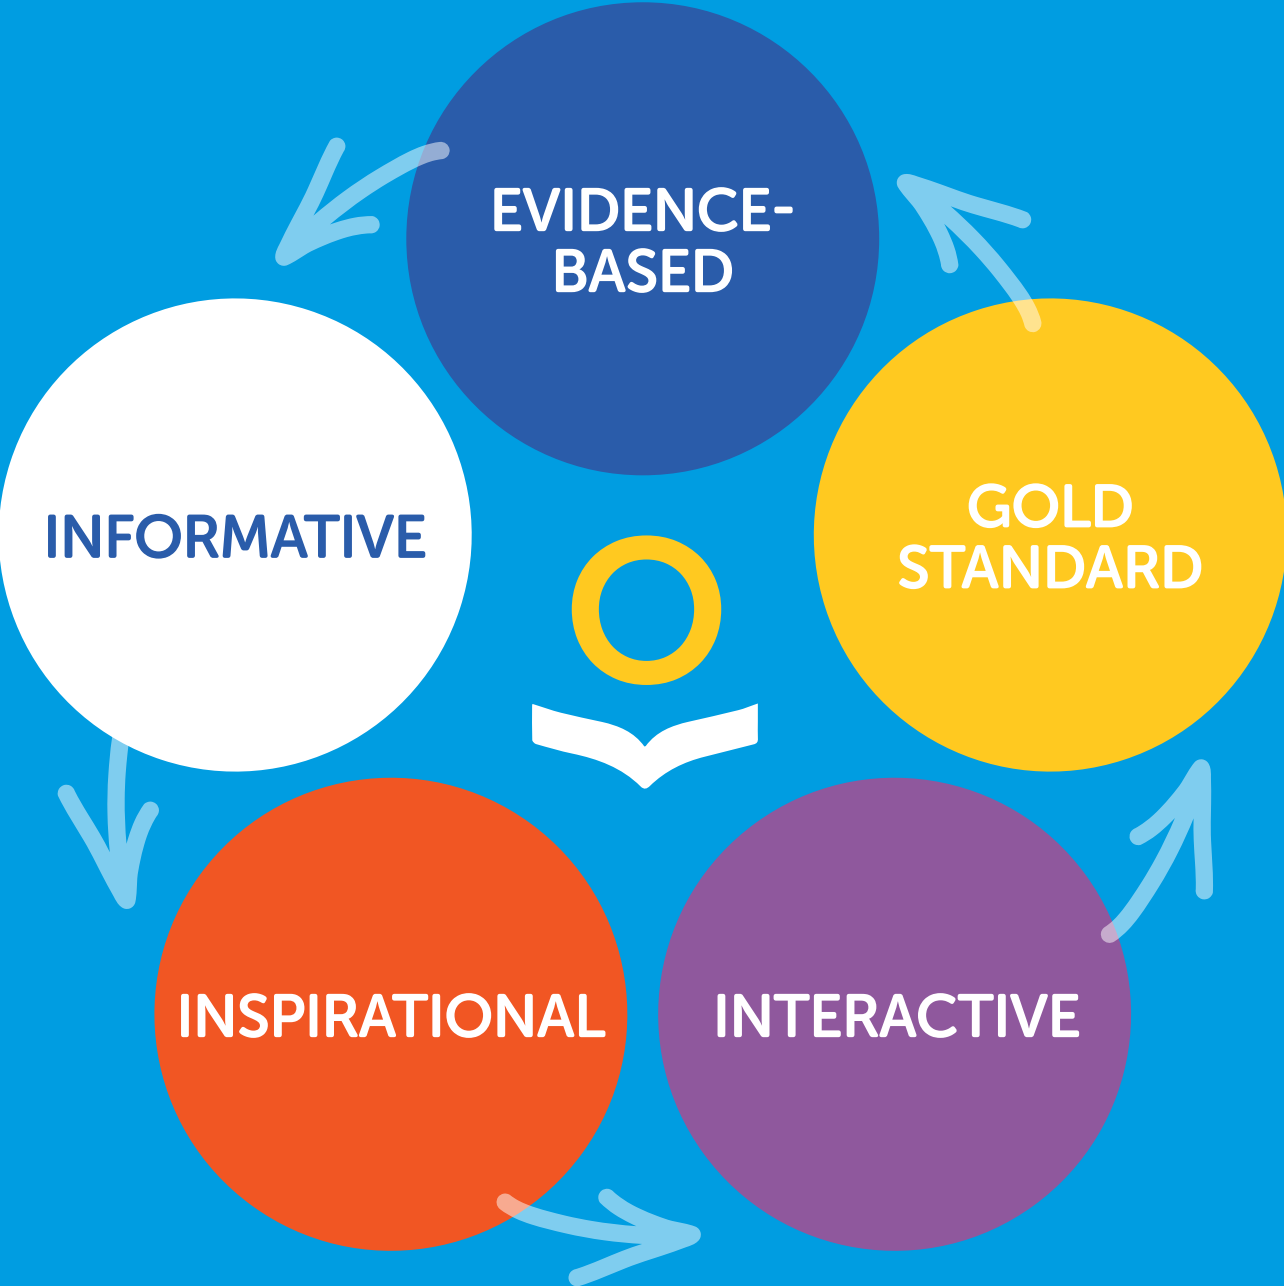 EVIDENCE-
BASED
INFORMATIVE
GOLD
STANDARD
INSPIRATIONAL
INTERACTIVE